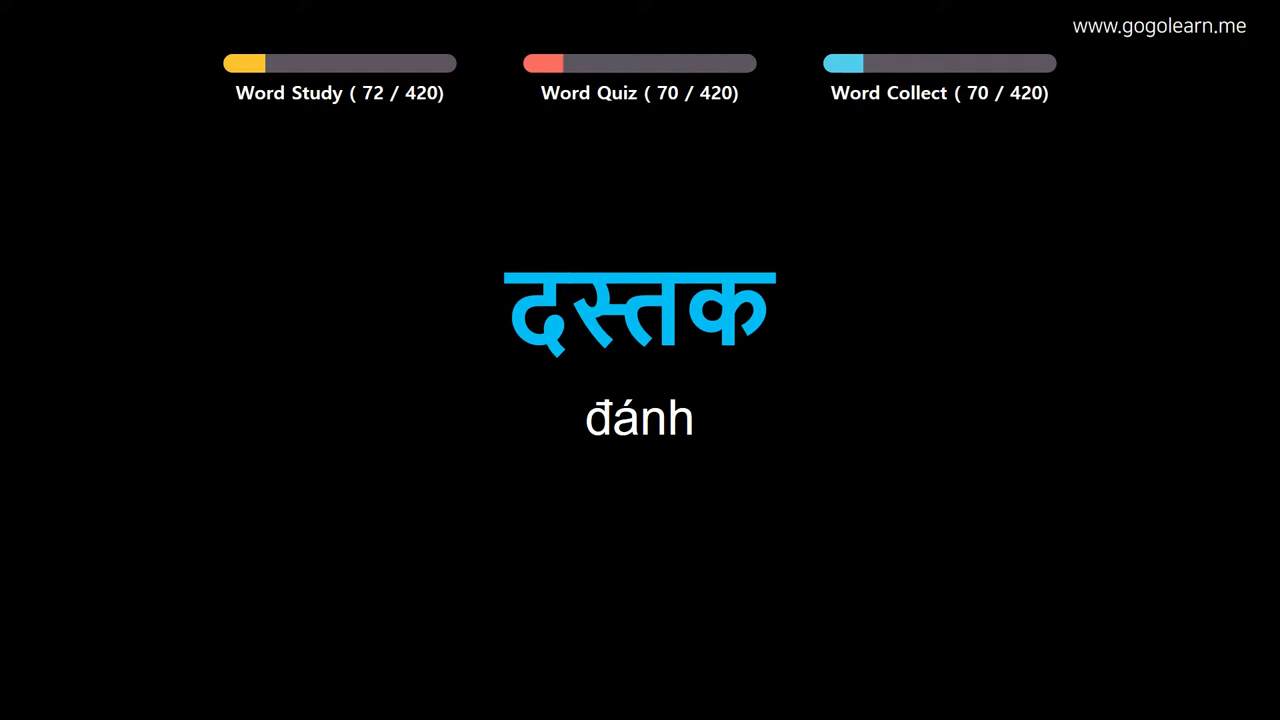 www.gogolearn.me
Word Study ( 72 / 420)
Word Quiz ( 70 / 420)
Word Collect ( 70 / 420)
दस्तक
đánh